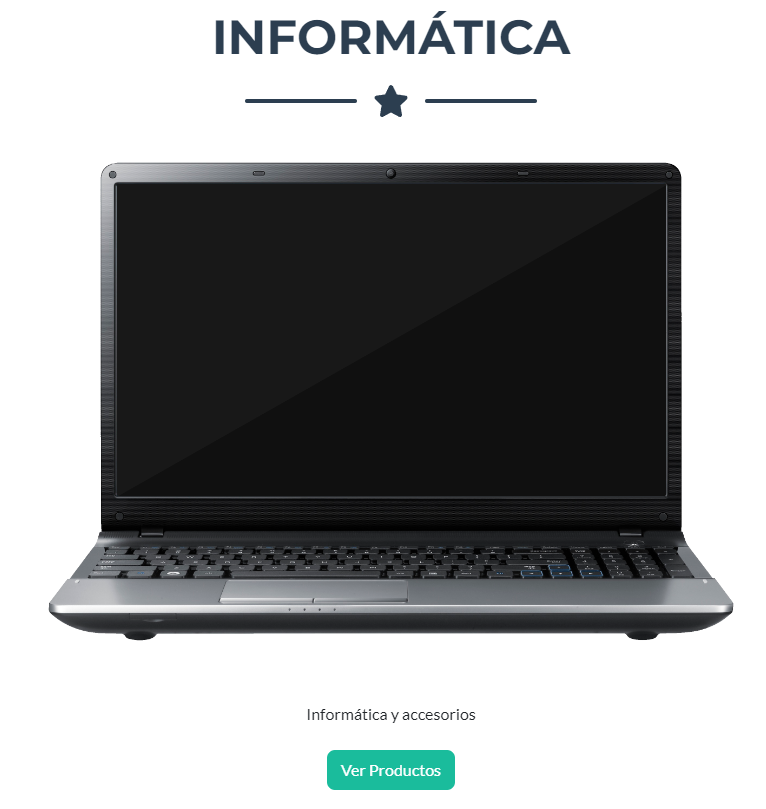 INFORMÁTICA
Informática y accesorios
Ver Productos